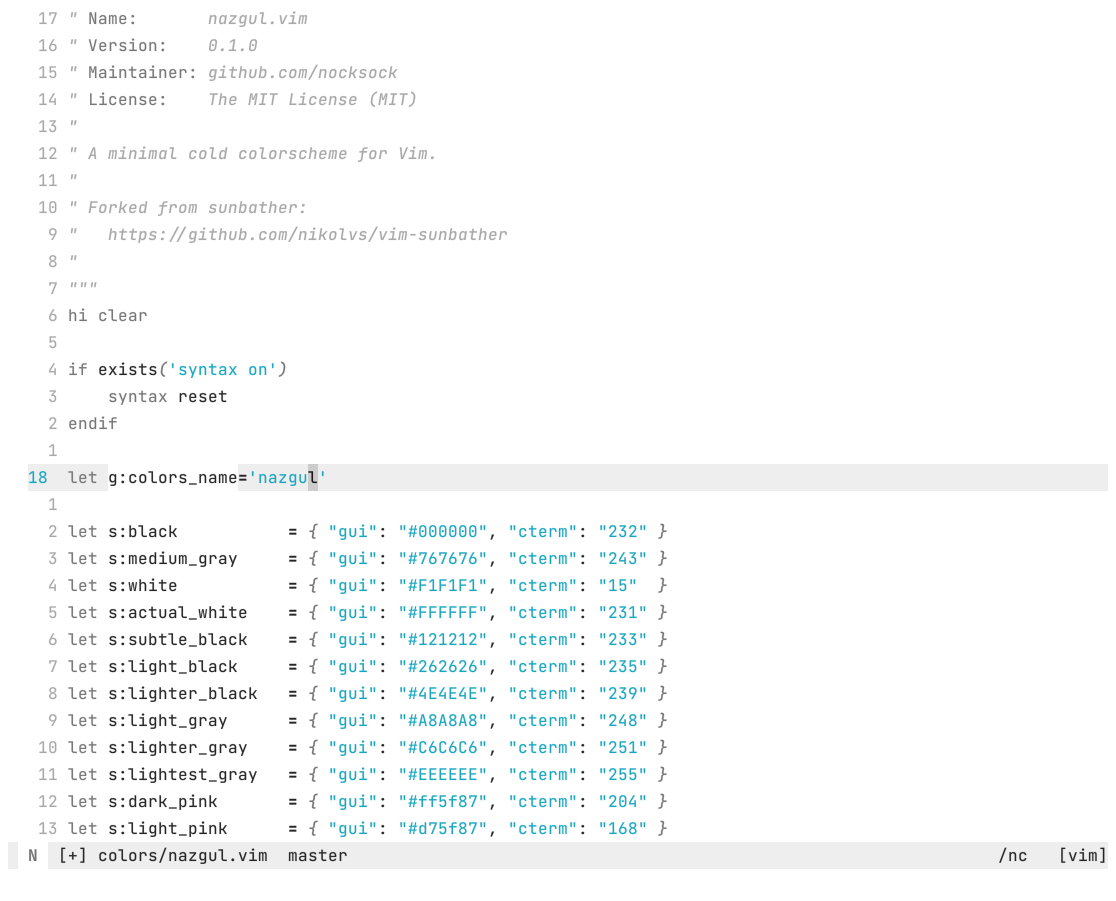 17 " Name:       nazgul.vim
16 " Version:    0.1.0
15 " Maintainer: github.com/nocksock
14 " License:    The MIT License (MIT)
13 "
12 " A minimal cold colorscheme for Vim.
11 "
10 " Forked from sunbather:
 9 "   https://github.com/nikolvs/vim-sunbather
 8 "
 7 """
 6 hi clear
 5
 4 if exists('syntax on')
 3     syntax reset
 2 endif
 1
18  let g:colors_name='nazgul'
 1
 2 let s:black           = { "gui": "#000000", "cterm": "232" }
 3 let s:medium_gray     = { "gui": "#767676", "cterm": "243" }
 4 let s:white           = { "gui": "#F1F1F1", "cterm": "15"  }
 5 let s:actual_white    = { "gui": "#FFFFFF", "cterm": "231" }
 6 let s:subtle_black    = { "gui": "#121212", "cterm": "233" }
 7 let s:light_black     = { "gui": "#262626", "cterm": "235" }
 8 let s:lighter_black   = { "gui": "#4E4E4E", "cterm": "239" }
 9 let s:light_gray      = { "gui": "#A8A8A8", "cterm": "248" }
10 let s:lighter_gray    = { "gui": "#C6C6C6", "cterm": "251" }
11 let s:lightest_gray   = { "gui": "#EEEEEE", "cterm": "255" }
12 let s:dark_pink       = { "gui": "#ff5f87", "cterm": "204" }
13 let s:light_pink      = { "gui": "#d75f87", "cterm": "168" }
N  [+] colors/nazgul.vim  master /nc   [vim]